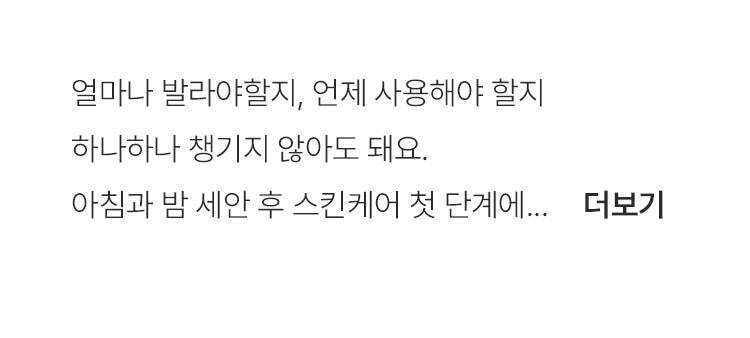 얼마나 발라야할지, 언제 사용해야 할지
하나하나 챙기지 않아도 돼요.
아침과 밤 세안 후 스킨케어 첫 단계에... 더보기